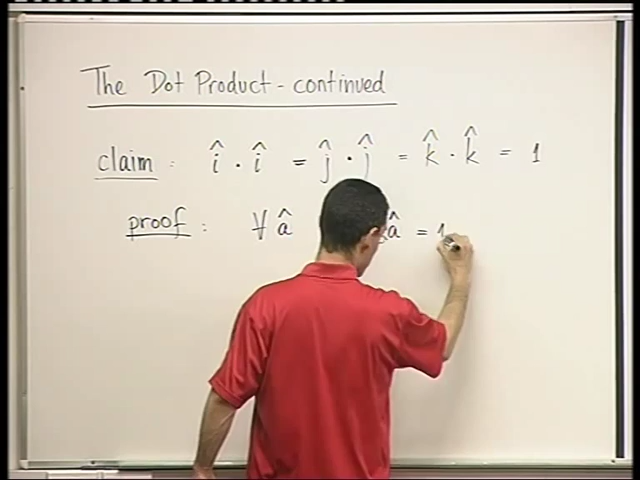 The Dot Product - continued
claim : î · î = ĵ · ĵ = k̂ · k̂ = 1
proof : ∀ â â = 1